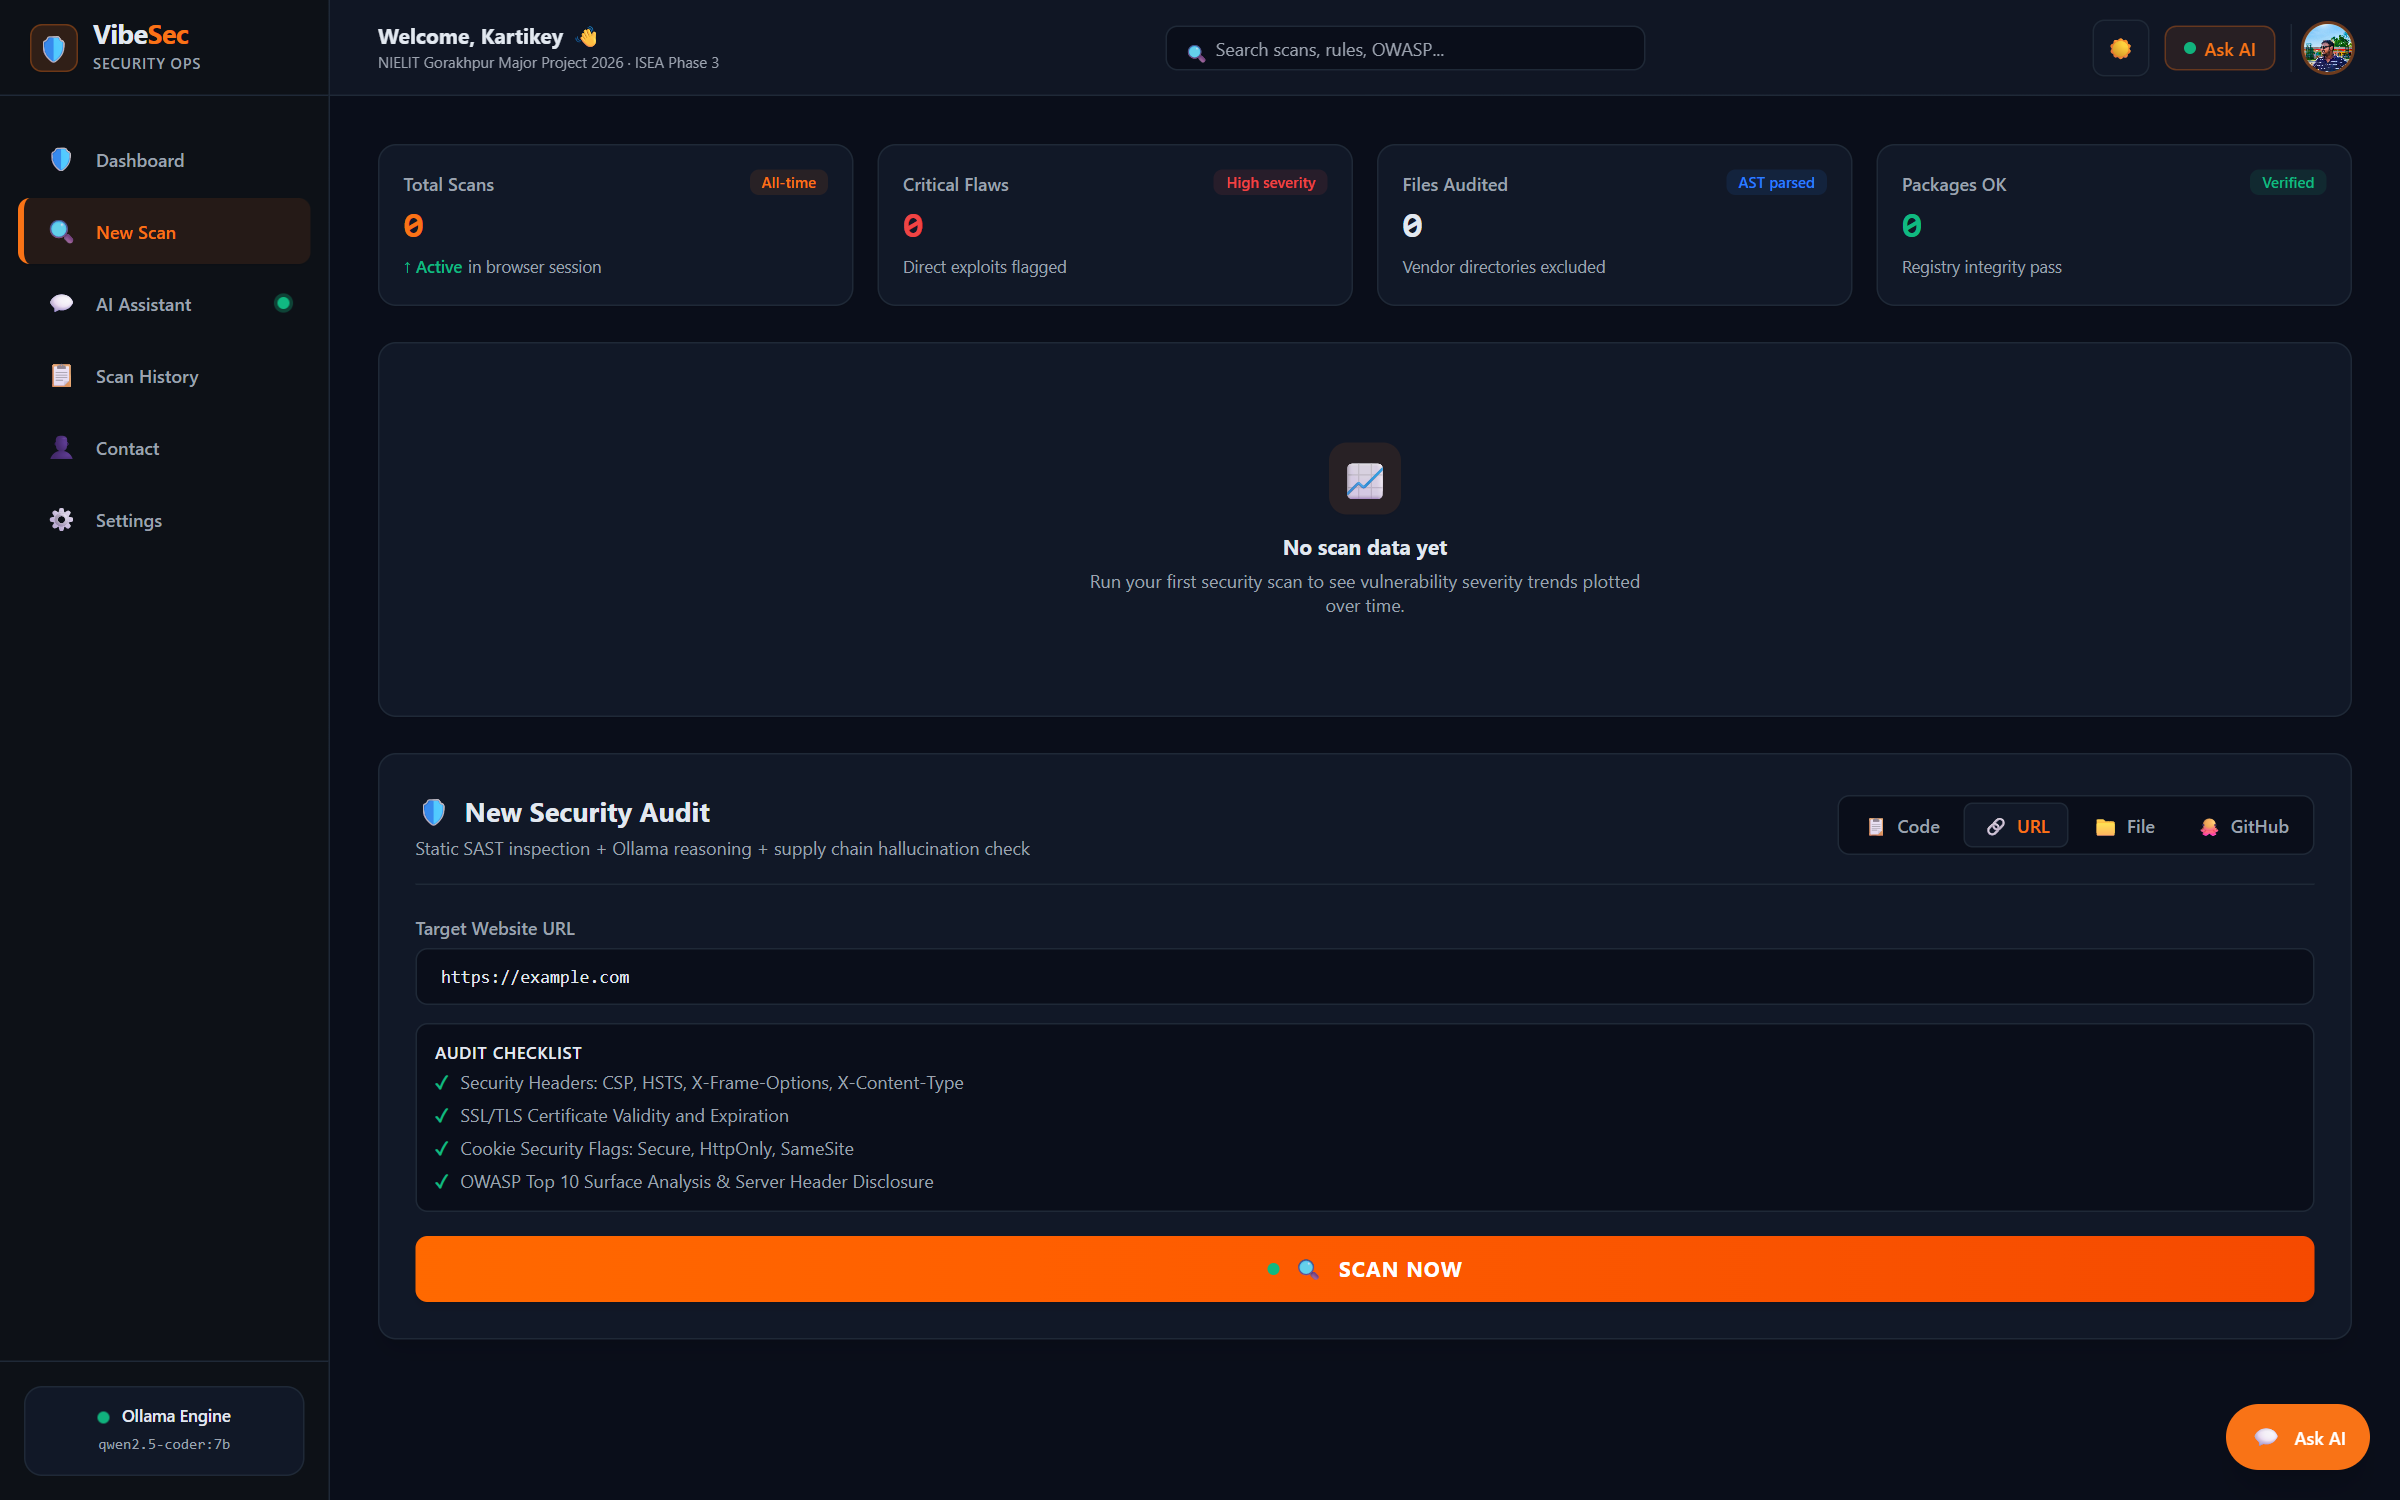 VibeSec
SECURITY OPS
Welcome, Kartikey 👋
NIELIT Gorakhpur Major Project 2026 · ISEA Phase 3
Search scans, rules, OWASP...
Ask AI
Dashboard
New Scan
AI Assistant
Scan History
Contact
Settings
Total Scans
All-time
0
↑ Active in browser session
Critical Flaws
High severity
0
Direct exploits flagged
Files Audited
AST parsed
0
Vendor directories excluded
Packages OK
Verified
0
Registry integrity pass
No scan data yet
Run your first security scan to see vulnerability severity trends plotted
over time.
New Security Audit
Static SAST inspection + Ollama reasoning + supply chain hallucination check
Code
URL
File
GitHub
Target Website URL
https://example.com
AUDIT CHECKLIST
✓ Security Headers: CSP, HSTS, X-Frame-Options, X-Content-Type
✓ SSL/TLS Certificate Validity and Expiration
✓ Cookie Security Flags: Secure, HttpOnly, SameSite
✓ OWASP Top 10 Surface Analysis & Server Header Disclosure
SCAN NOW
Ollama Engine
qwen2.5-coder:7b
Ask AI